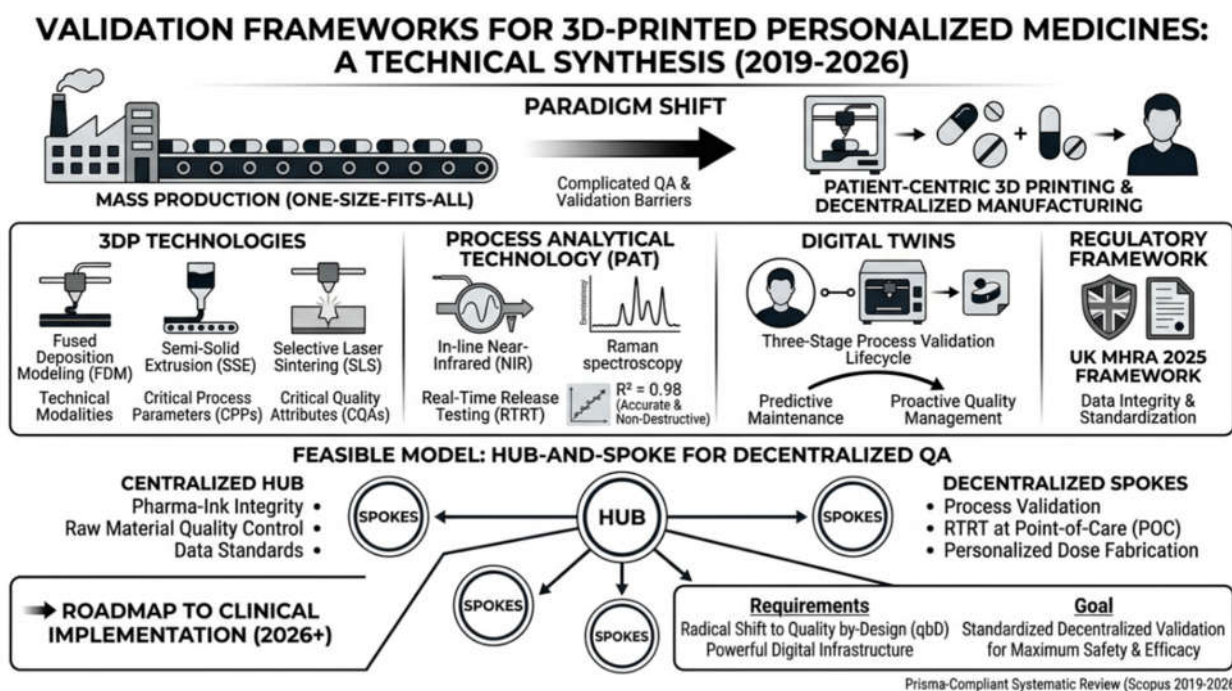 VALIDATION FRAMEWORKS FOR 3D-PRINTED PERSONALIZED MEDICINES:
A TECHNICAL SYNTHESIS (2019-2026)
MASS PRODUCTION (ONE-SIZE-FITS-ALL)
PARADIGM SHIFT
Complicated QA &
Validation Barriers
PATIENT-CENTRIC 3D PRINTING &
DECENTRALIZED MANUFACTURING
3DP TECHNOLOGIES
Fused
Deposition
Modeling (FDM)
Technical
Modalities
Semi-Solid
Extrusion (SSE)
Critical Process
Parameters (CPPs)
Selective Laser
Sintering (SLS)
Critical Quality
Attributes (CQAs)
PROCESS ANALYTICAL
TECHNOLOGY (PAT)
In-line Near-
Infrared (NIR)
Real-Time Release
Testing (RTRT)
Raman
spectroscopy
R² = 0.98
(Accurate &
Non-Destructive)
DIGITAL TWINS
Three-Stage Process Validation
Lifecycle
Predictive
Maintenance
Proactive Quality
Management
REGULATORY
FRAMEWORK
UK MHRA 2025
FRAMEWORK
Data Integrity &
Standardization
FEASIBLE MODEL: HUB-AND-SPOKE FOR DECENTRALIZED QA
CENTRALIZED HUB
Pharma-Ink Integrity •
Raw Material Quality Control •
Data Standards •
SPOKES
HUB
SPOKES
SPOKES
SPOKES
DECENTRALIZED SPOKES
• Process Validation
• RTRT at Point-of-Care (POC)
• Personalized Dose Fabrication
ROADMAP TO CLINICAL
IMPLEMENTATION (2026+)
Requirements
Radical Shift to Quality by-Design (qbD)
Powerful Digital Infrastructure
Goal
Standardized Decentralized Validation
for Maximum Safety & Efficacy
Prisma-Compliant Systematic Review (Scopus 2019-202